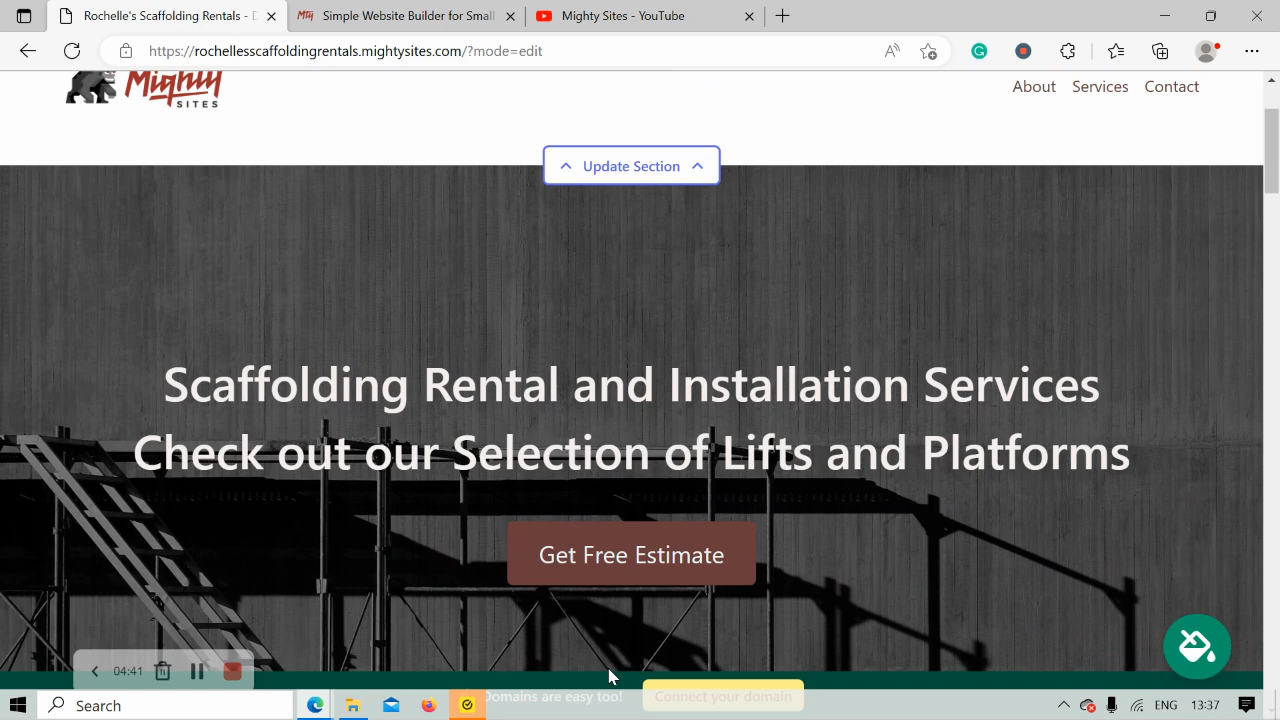 Rochelle's Scaffolding Rentals - D
Simple Website Builder for Small
Mighty Sites - YouTube
https://rochellesscaffoldingrentals.mightysites.com/?mode=edit
Mighty
SITES
About Services Contact
Update Section
Scaffolding Rental and Installation Services
Check out our Selection of Lifts and Platforms
Get Free Estimate
04:41
Domains are easy too! Connect your domain
Search
ENG 13:37